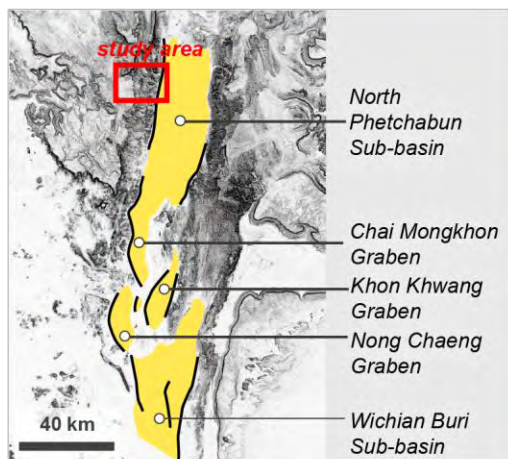 study area
North
Phetchabun
Sub-basin
Chai Mongkhon
Graben
Khon Khwang
Graben
Nong Chaeng
Graben
Wichian Buri
Sub-basin
40 km